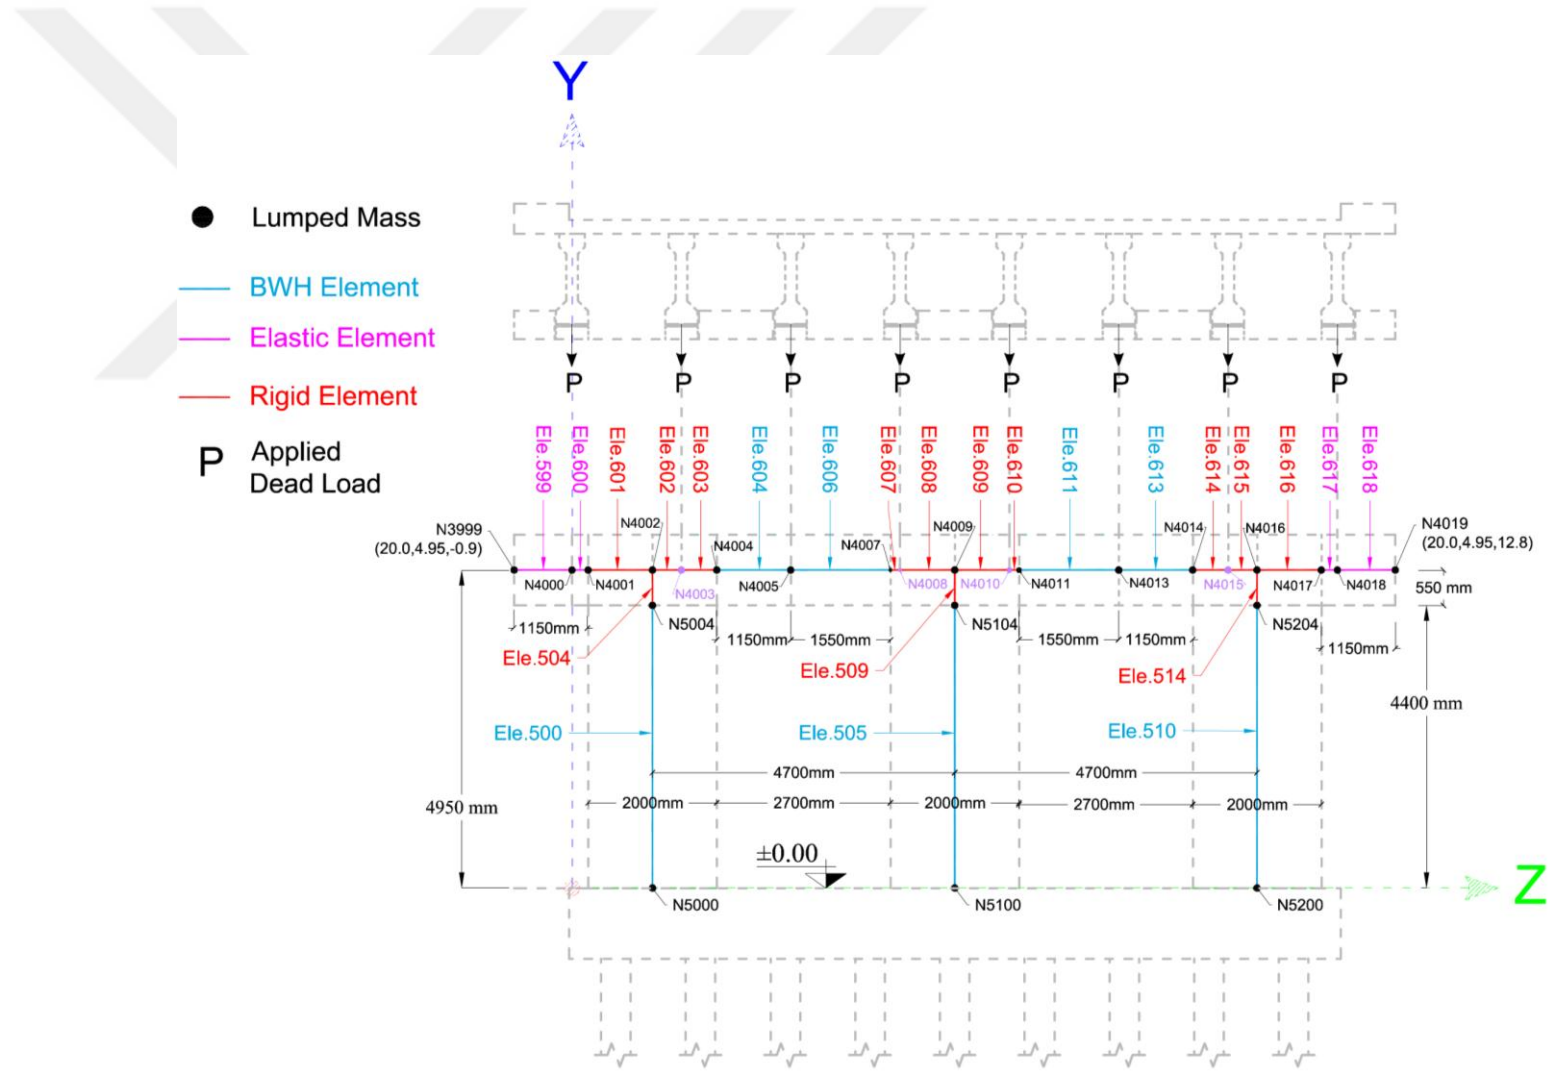 Y
Lumped Mass
BWH Element
Elastic Element
Rigid Element
P Applied
Dead Load
P P P P P P P P
Ele.599
Ele.600
Ele.601
Ele.602
Ele.603
Ele.604
Ele.606
Ele.607
Ele.608
Ele.609
Ele.610
Ele.611
Ele.613
Ele.614
Ele.615
Ele.616
Ele.617
Ele.618
N3999
(20.0,4.95,-0.9)
N4002
N4004
N4007
N4009
N4014
N4016
N4019
(20.0,4.95,12.8)
N4000
N4001
N4003
N4005
N4008
N4010
N4011
N4013
N4015
N4017
N4018
550 mm
N5004
N5104
N5204
1150mm
1150mm
1550mm
1550mm
1150mm
1150mm
Ele.504
Ele.509
Ele.514
4400 mm
Ele.500
Ele.505
Ele.510
4700mm
4700mm
4950 mm
2000mm
2700mm
2000mm
2700mm
2000mm
±0.00
Z
N5000
N5100
N5200